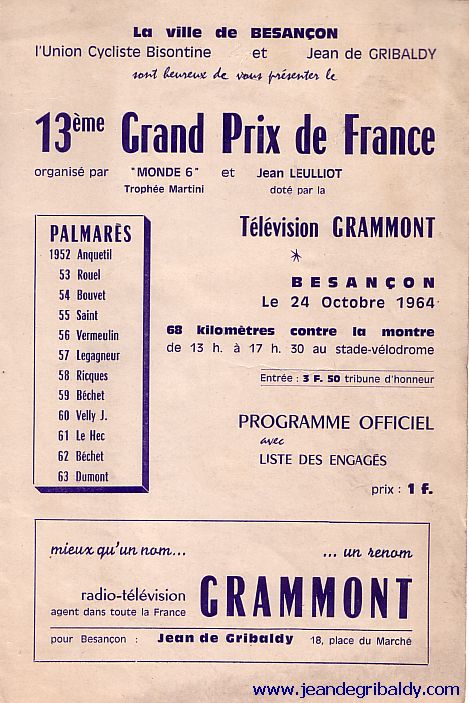 La ville de BESANÇON
l'Union Cycliste Bisontine et Jean de GRIBALDY
sont heureux de vous présenter le
13ème Grand Prix de France
organisé par "MONDE 6" et Jean LEULLIOT
Trophée Martini doté par la
Télévision GRAMMONT
*
BESANÇON
Le 24 Octobre 1964
68 kilomètres contre la montre
de 13 h. à 17 h. 30 au stade-vélodrome
Entrée : 3 F. 50 tribune d'honneur
PROGRAMME OFFICIEL
avec
LISTE DES ENGAGÉS
prix : 1 f.
PALMARÈS
1952 Anquetil
53 Rouel
54 Bouvet
55 Saint
56 Vermeulin
57 Legagneur
58 Ricques
59 Béchet
60 Velly J.
61 Le Hec
62 Béchet
63 Dumont
mieux qu'un nom... ... un renom
radio-télévision GRAMMONT
agent dans toute la France
pour Besançon : Jean de Gribaldy 18, place du Marché
www.jeandegribaldy.com